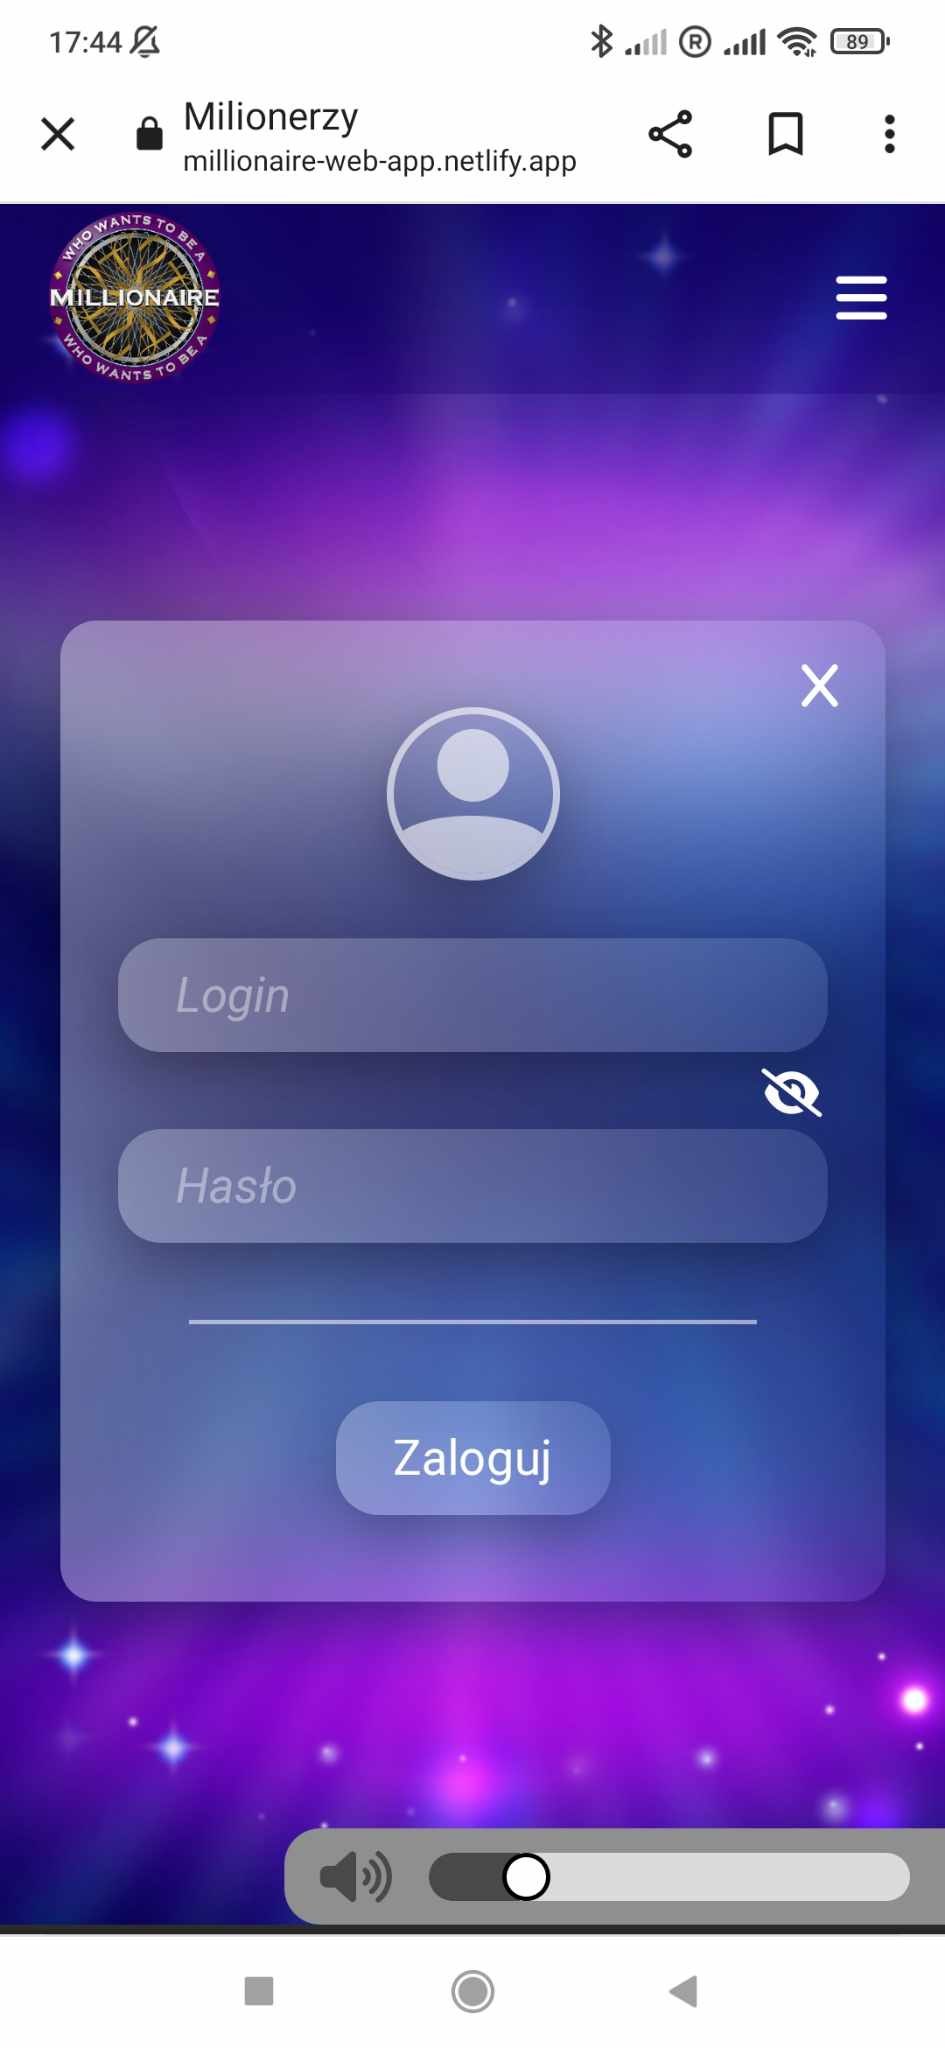 17:44
R
89
Milionerzy
millionaire-web-app.netlify.app
WHO WANTS TO BE A
MILLIONAIRE
WHO WANTS TO BE A
X
Login
Hasło
Zaloguj